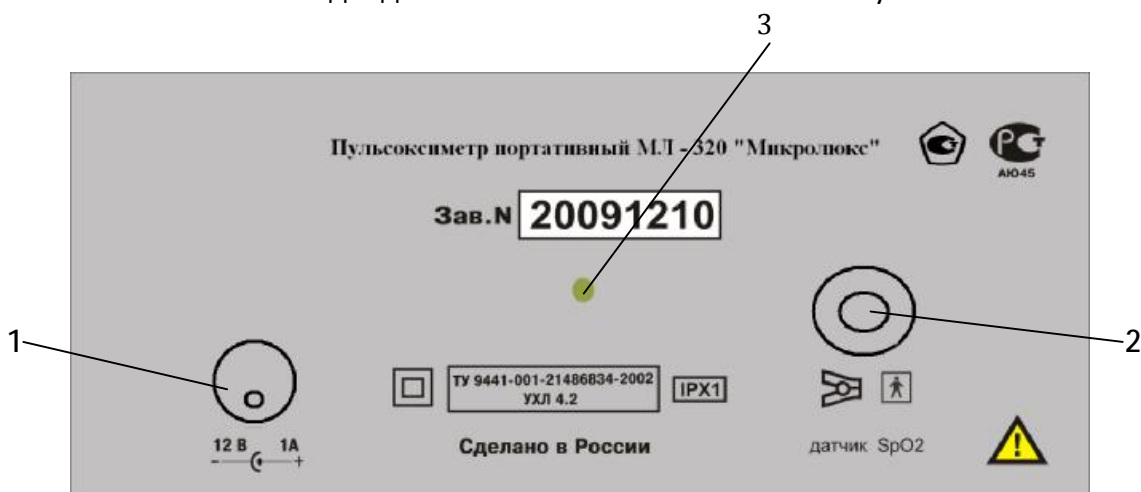 3
Пульсоксиметр портативный МЛ - 320 "Микролюкс"
АЮ45
Зав.N 20091210
1
2
ТУ 9441-001-21486834-2002
УХЛ 4.2
IPX1
12 В 1А
- +
Сделано в России
датчик SpO2